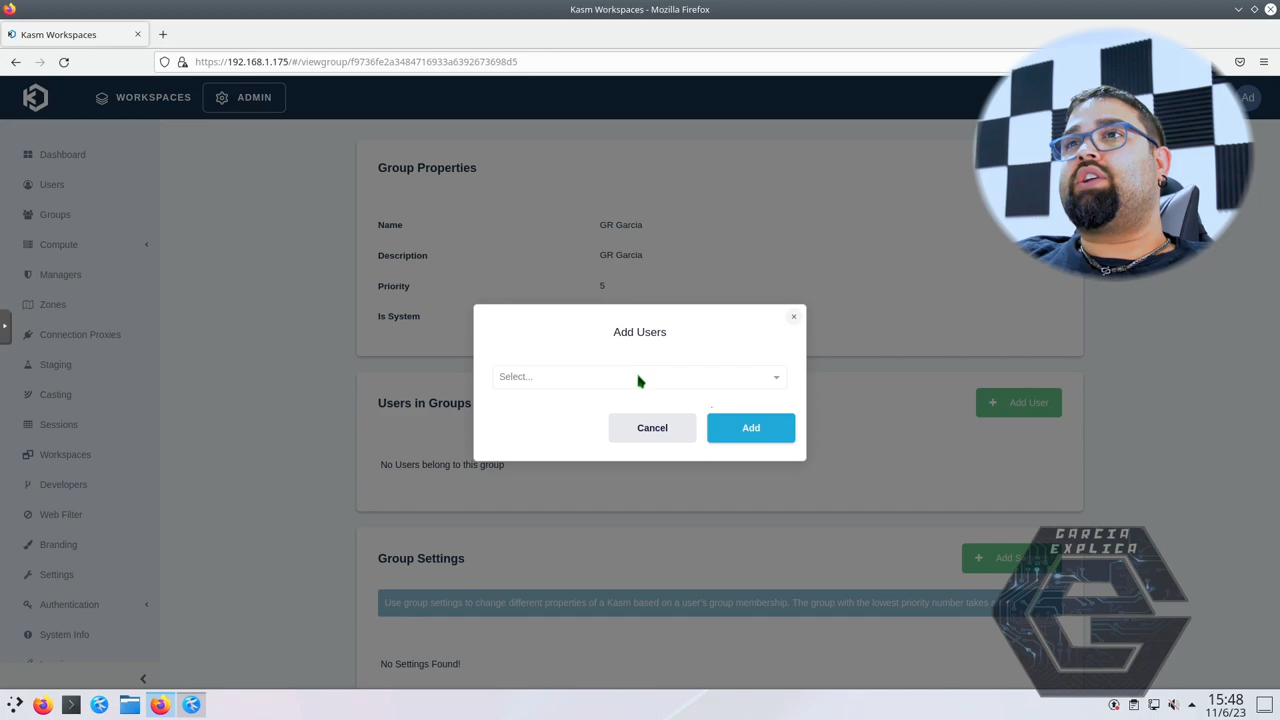 Kasm Workspaces - Mozilla Firefox
Kasm Workspaces
https://192.168.1.175/#/viewgroup/f9736fe2a3484716933a6392673698d5
WORKSPACES
ADMIN
Ad
Dashboard
Users
Groups
Compute
Managers
Zones
Connection Proxies
Staging
Casting
Sessions
Workspaces
Developers
Web Filter
Branding
Settings
Authentication
System Info
Group Properties
Name GR Garcia
Description GR Garcia
Priority 5
Is System
Add Users
Select...
Cancel Add
Users in Groups
Add User
No Users belong to this group
Group Settings
Add S
Use group settings to change different properties of a Kasm based on a user's group membership. The group with the lowest priority number takes
No Settings Found!
GARCIA
EXPLICA
15:48
11/6/23